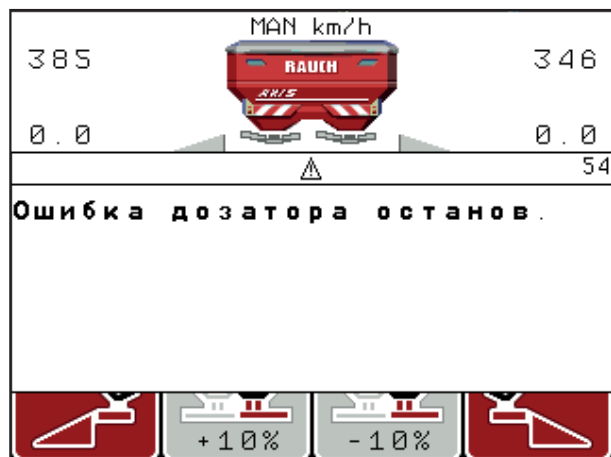 MAN km/h
385
346
RAUCH
AXIS
0.0
0.0
54
Ошибка дозатора останов.
+10%
-10%